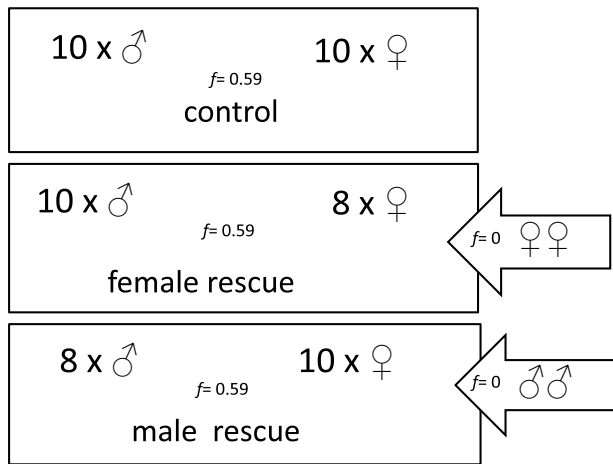 10 x ♂ 10 x ♀
f= 0.59
control
10 x ♂ 8 x ♀
f= 0.59
f= 0 ♀♀
female rescue
8 x ♂ 10 x ♀
f= 0.59
f= 0 ♂♂
male rescue